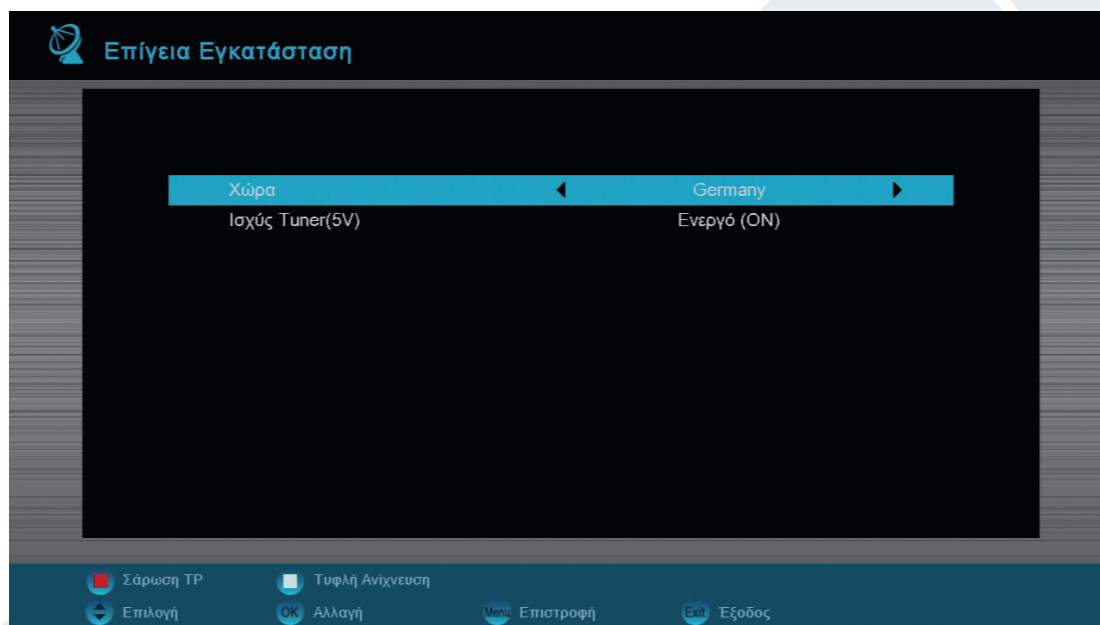 Επίγεια Εγκατάσταση
Χώρα Germany
Ισχύς Tuner(5V) Ενεργό (ON)
Σάρωση TP Τυφλή Ανίχνευση
Επιλογή OK Αλλαγή Menu Επιστροφή Exit Έξοδος